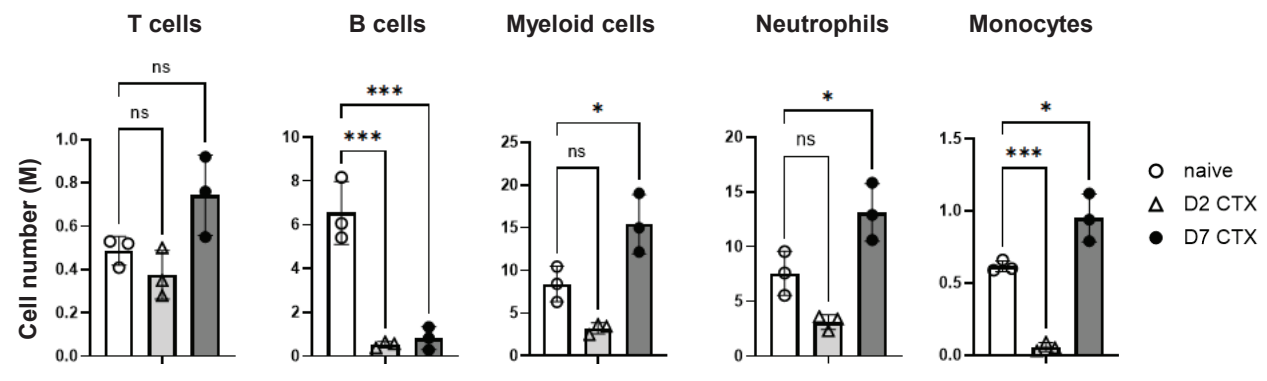 T cells
B cells
Myeloid cells
Neutrophils
Monocytes
Cell number (M)
ns
ns
1.0
0.8
0.6
0.4
0.2
0.0
***
***
10
8
6
4
2
0
*
ns
25
20
15
10
5
0
*
ns
20
15
10
5
0
*
***
1.5
1.0
0.5
0.0
naive
D2 CTX
D7 CTX